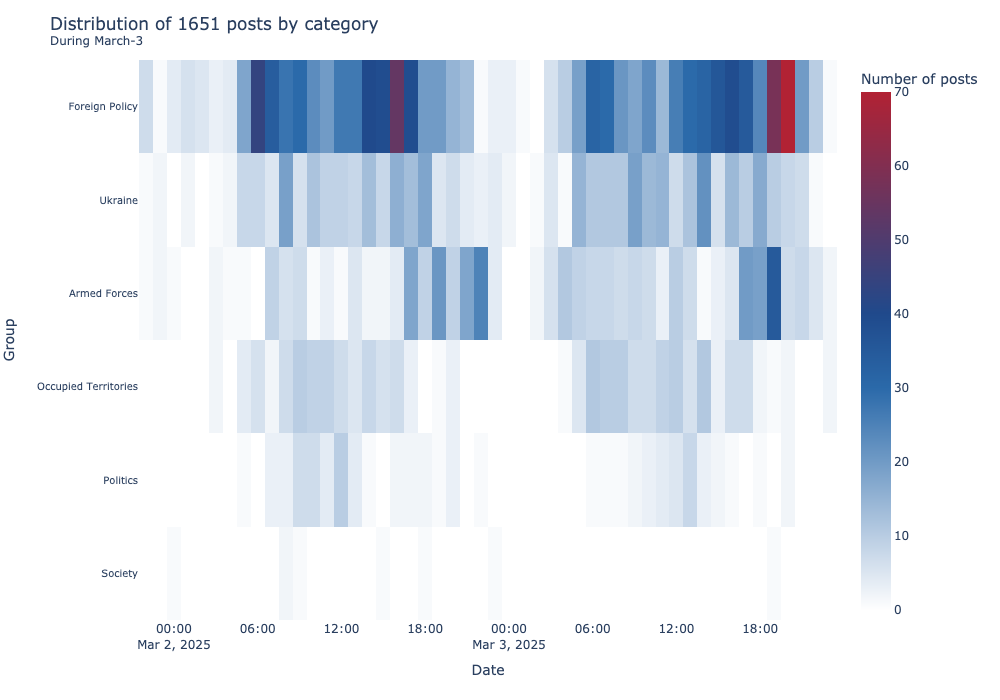 Distribution of 1651 posts by category
During March-3
Number of posts
70
60
50
40
30
20
10
0
Group
Foreign Policy
Ukraine
Armed Forces
Occupied Territories
Politics
Society
00:00 06:00 12:00 18:00 00:00 06:00 12:00 18:00
Mar 2, 2025 Mar 3, 2025
Date